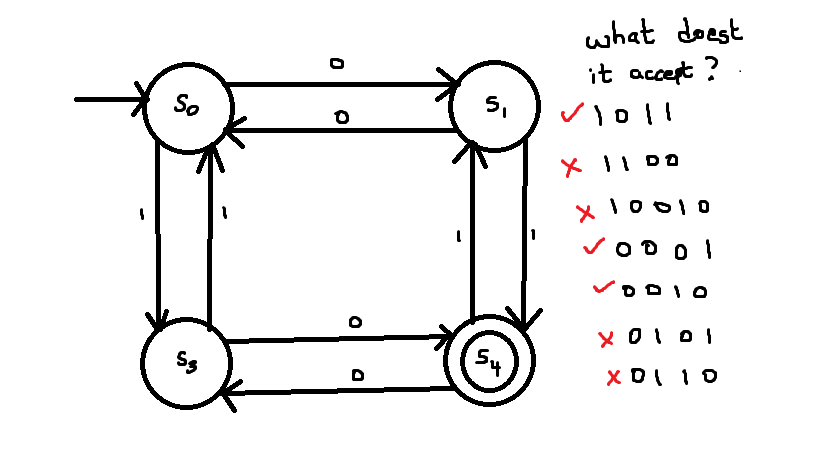 what doest
it accept?
0
S0
S1
✓ 1 0 1 1
0
✗ 1 1 0 0
✗ 1 0 0 1 0
1
1
1
1
✓ 0 0 0 1
✓ 0 0 1 0
0
✗ 0 1 0 1
S3
S4
0
✗ 0 1 1 0